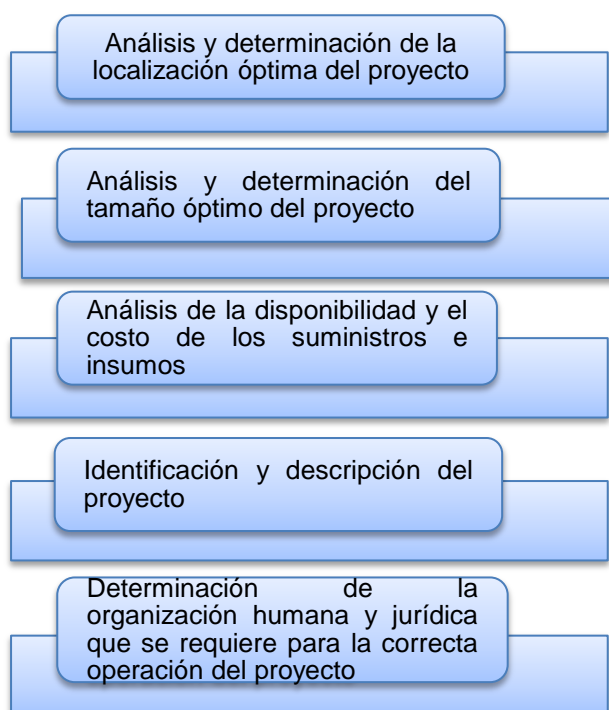 Análisis y determinación de la
localización óptima del proyecto
Análisis y determinación del
tamaño óptimo del proyecto
Análisis de la disponibilidad y el
costo de los suministros e
insumos
Identificación y descripción del
proyecto
Determinación de la
organización humana y jurídica
que se requiere para la correcta
operación del proyecto